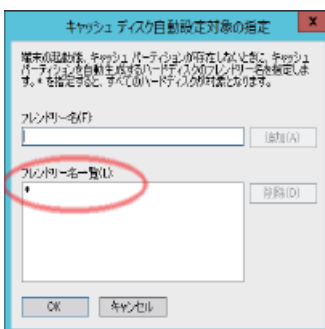 キャッシュ ディスク自動設定対象の指定
端末の起動後、キャッシュ パーティションが存在しないときに、キャッシュ
パーティションを自動生成するハードディスクのフレンドリー名を指定しま
す。* を指定すると、すべてのハードディスクが対象となります。
フレンドリー名(F):
追加(A)
フレンドリー名一覧(L):
*
削除(D)
OK
キャンセル